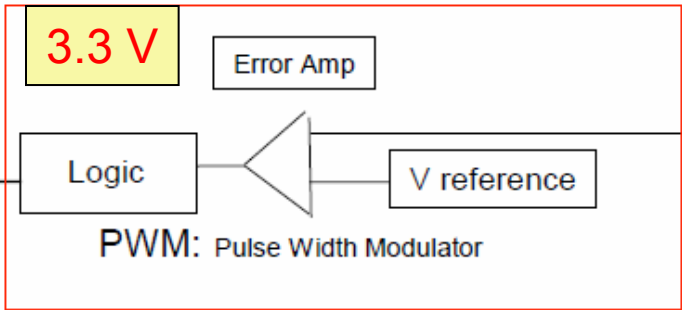 3.3 V
Error Amp
Logic
V reference
PWM: Pulse Width Modulator